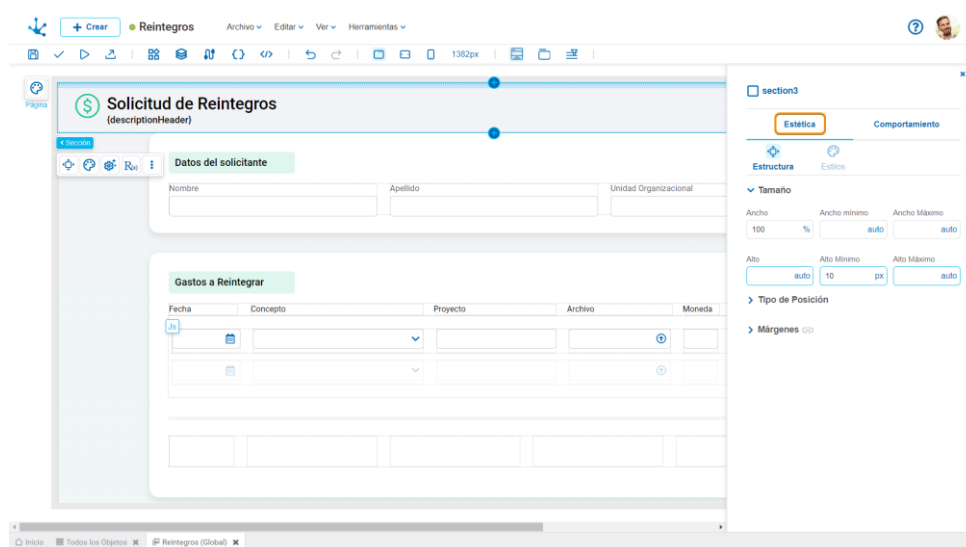 + Crear
Reintegros
Archivo
Editar
Ver
Herramientas
1382px
Página
Solicitud de Reintegros
{descriptionHeader}
Sección
R(x)
Datos del solicitante
Nombre
Apellido
Unidad Organizacional
Gastos a Reintegrar
Fecha
Concepto
Proyecto
Archivo
Moneda
Js
section3
Estética
Comportamiento
Estructura
Estilos
Tamaño
Ancho
Ancho mínimo
Ancho Máximo
100 %
auto
auto
Alto
Alto Mínimo
Alto Máximo
auto
10 px
auto
Tipo de Posición
Márgenes
Inicio
Todos los Objetos
Reintegros (Global)